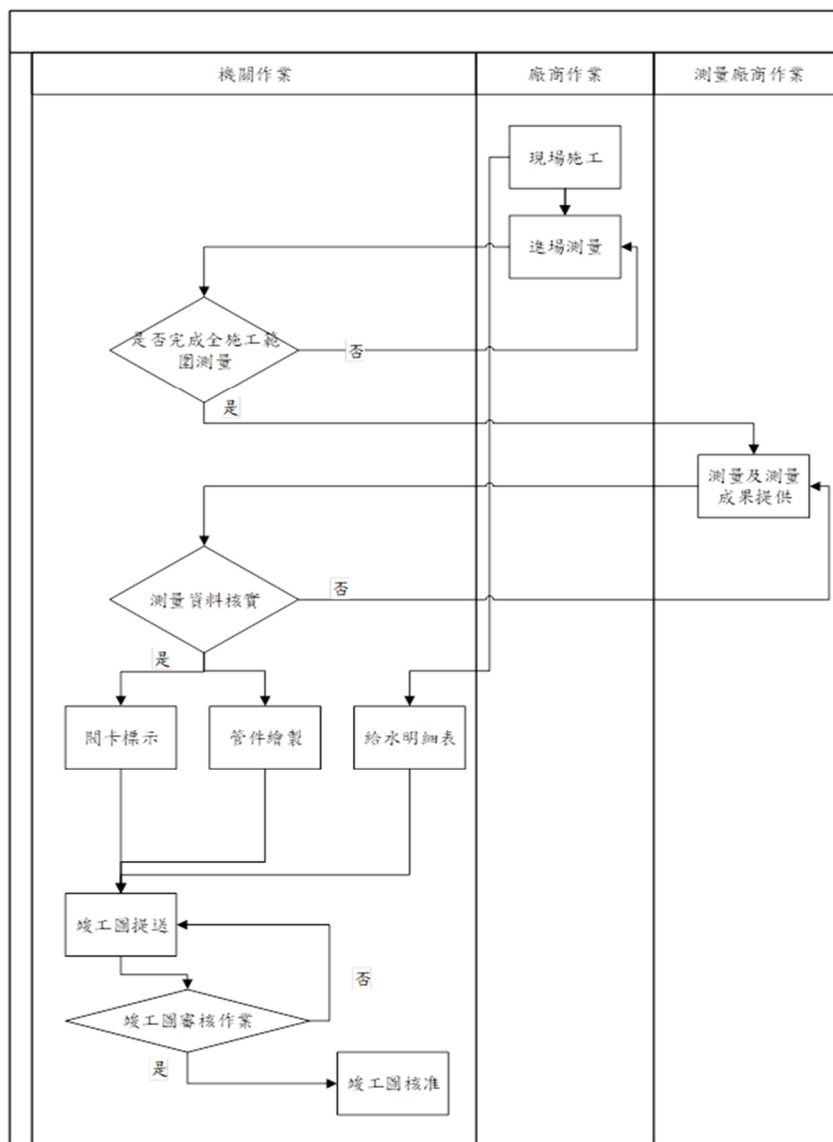 機關作業
廠商作業
測量廠商作業
現場施工
進場測量
是否完成全施工範
圍測量
否
是
測量及測量
成果提供
測量資料核實
否
是
閥卡標示
管件繪製
給水明細表
竣工圖提送
否
竣工圖審核作業
是
竣工圖核准